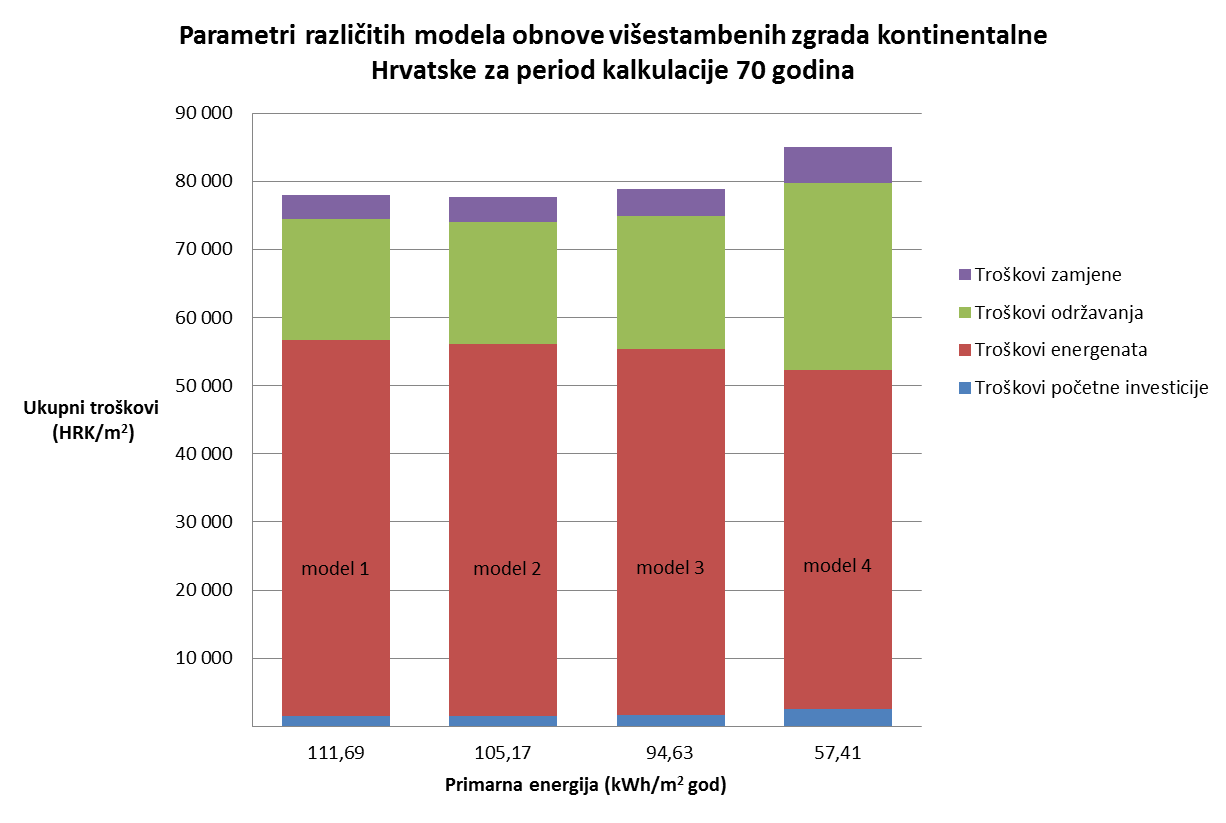 Parametri različitih modela obnove višestambenih zgrada kontinentalne
Hrvatske za period kalkulacije 70 godina
90 000
80 000
70 000
60 000
50 000
40 000
30 000
20 000
10 000
Ukupni troškovi
(HRK/m²)
model 1
model 2
model 3
model 4
111,69
105,17
94,63
57,41
Primarna energija (kWh/m² god)
Troškovi zamjene
Troškovi održavanja
Troškovi energenata
Troškovi početne investicije